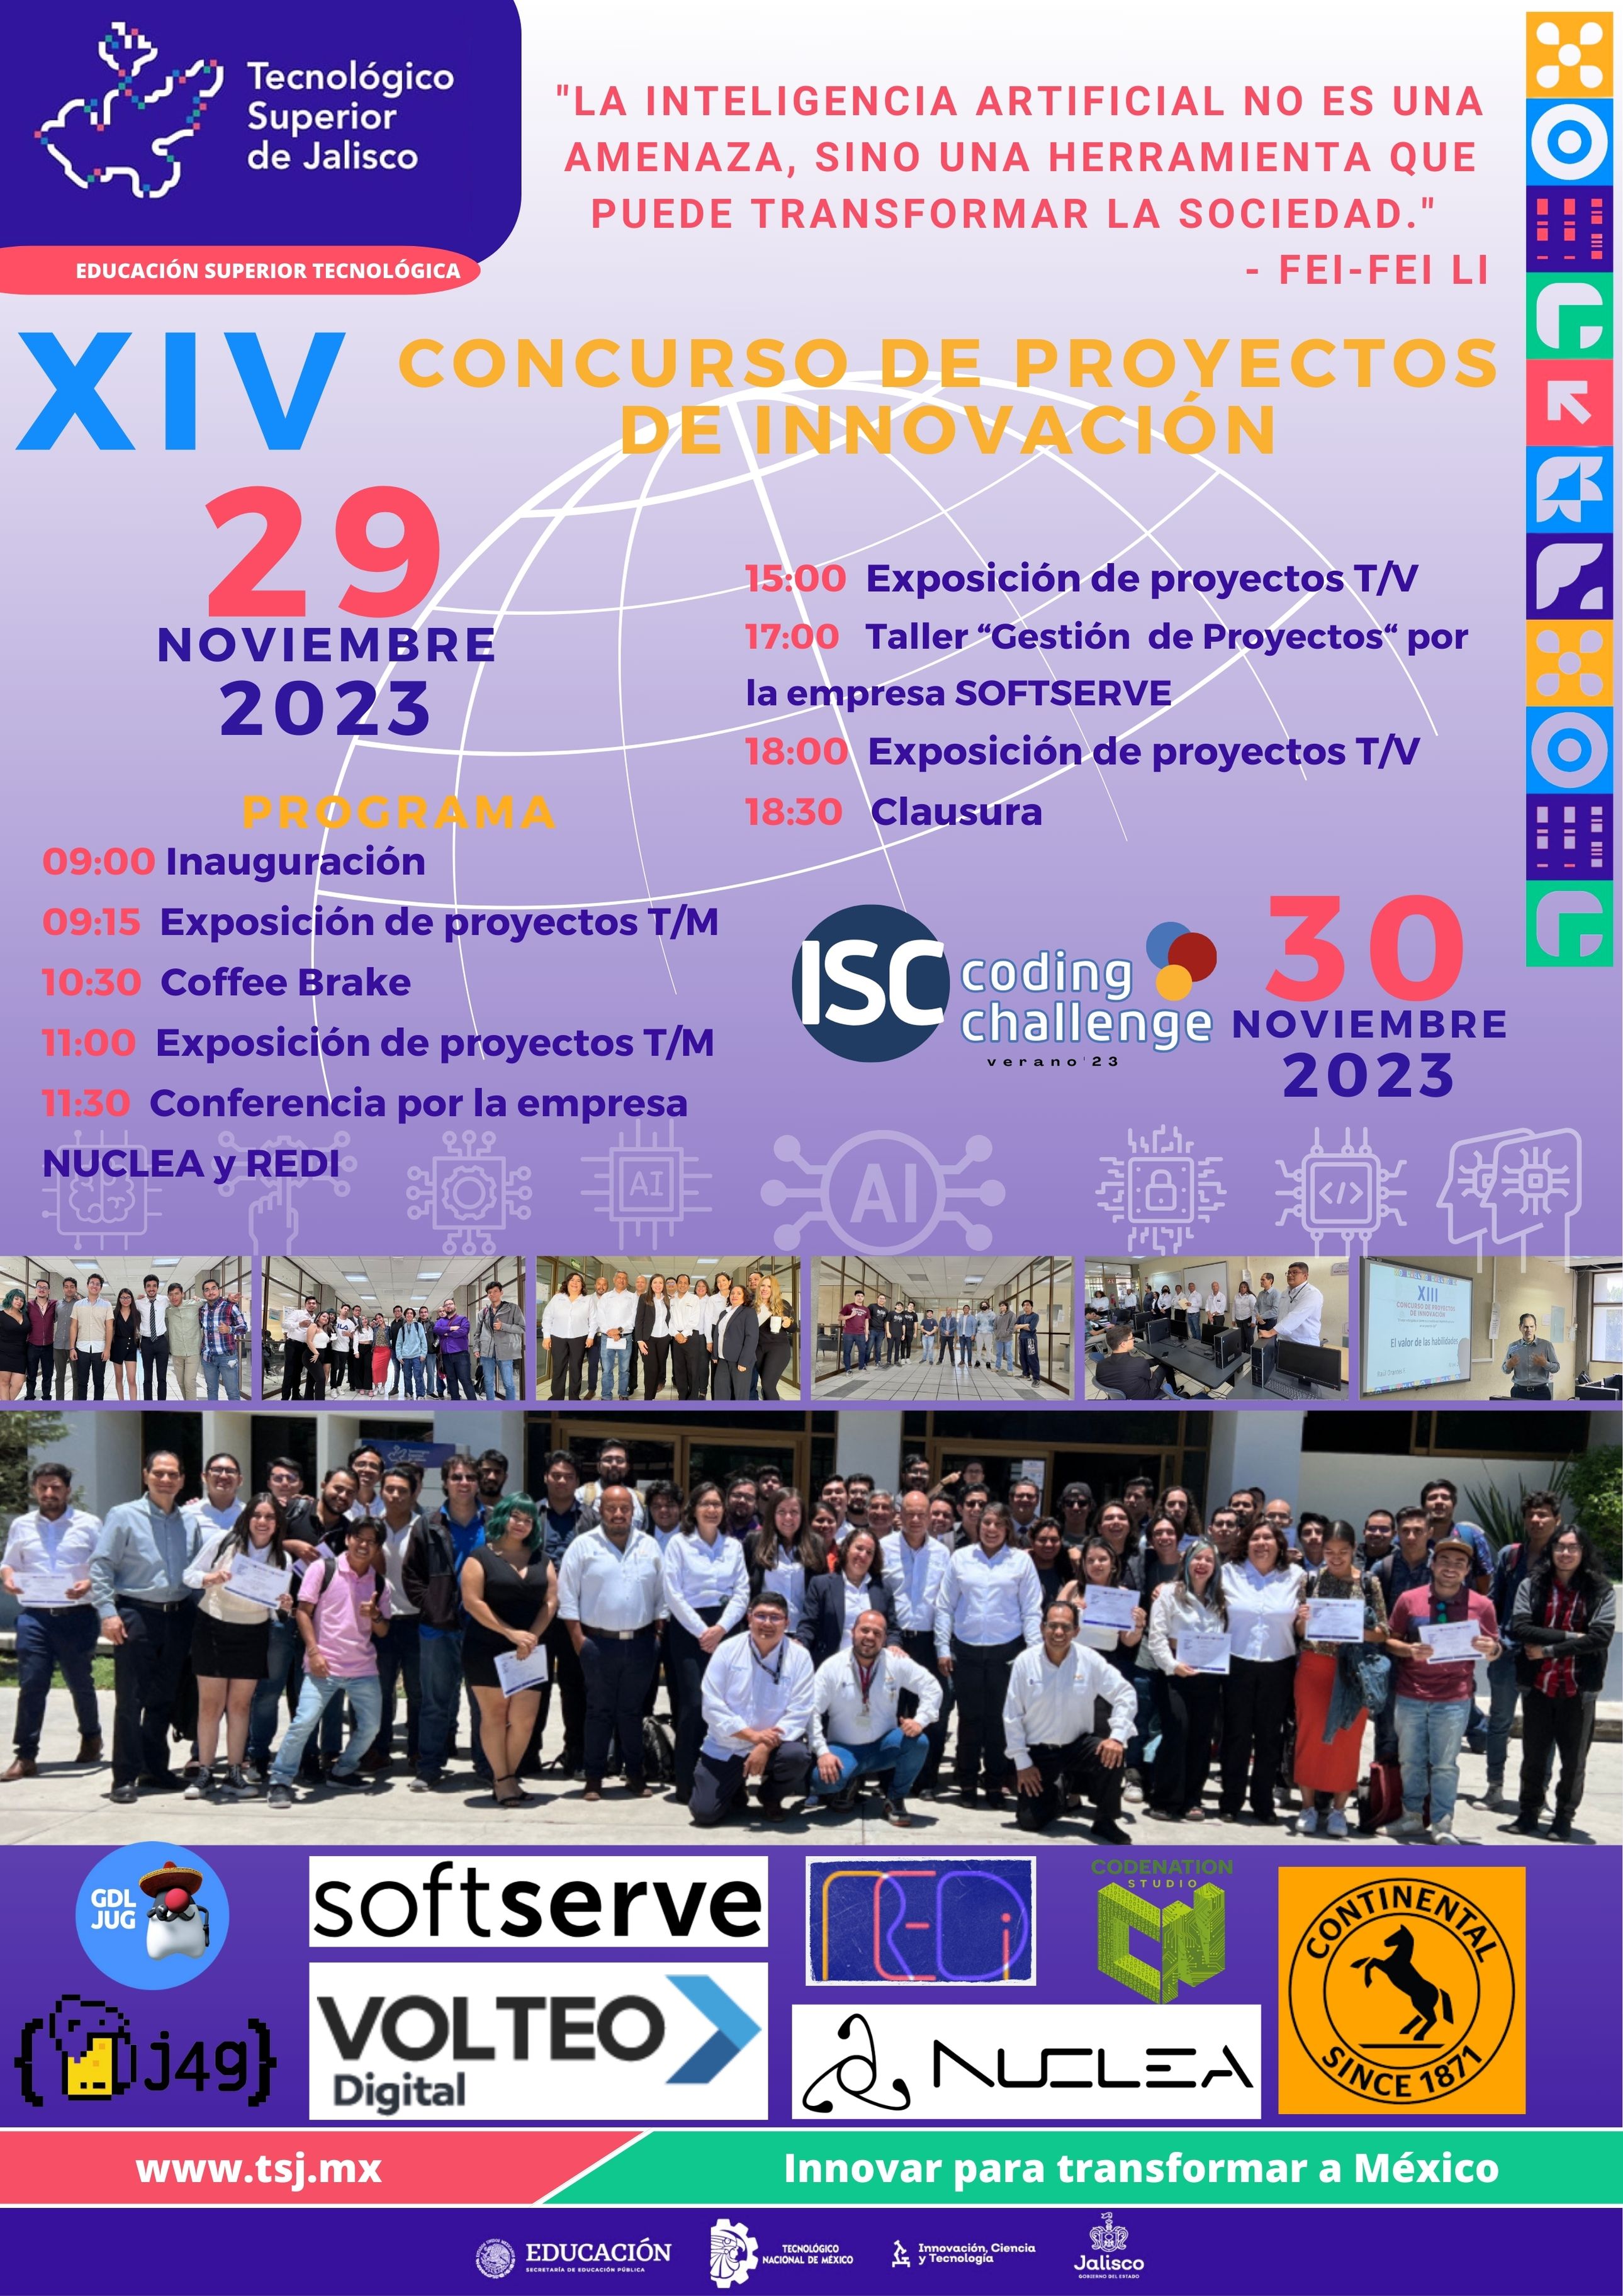 Tecnológico
Superior
de Jalisco
EDUCACIÓN SUPERIOR TECNOLÓGICA
"LA INTELIGENCIA ARTIFICIAL NO ES UNA
AMENAZA, SINO UNA HERRAMIENTA QUE
PUEDE TRANSFORMAR LA SOCIEDAD."
- FEI-FEI LI
XIV
CONCURSO DE PROYECTOS
DE INNOVACIÓN
29
NOVIEMBRE
2023
PROGRAMA
09:00 Inauguración
09:15 Exposición de proyectos T/M
10:30 Coffee Brake
11:00 Exposición de proyectos T/M
11:30 Conferencia por la empresa
NUCLEA y REDI
15:00 Exposición de proyectos T/V
17:00 Taller “Gestión de Proyectos“ por
la empresa SOFTSERVE
18:00 Exposición de proyectos T/V
18:30 Clausura
ISC
coding
challenge
verano'23
30
NOVIEMBRE
2023
AI
AI
</>
XIII
CONCURSO DE PROYECTOS
DE INNOVACIÓN
El valor de las habilidades
GDL
JUG
softserve
REDi
CODENATION
STUDIO
CN
CONTINENTAL
SINCE 1871
{j4g}
VOLTEO
Digital
NUCLEA
www.tsj.mx
Innovar para transformar a México
EDUCACIÓN
SECRETARÍA DE EDUCACIÓN PÚBLICA
TECNOLÓGICO
NACIONAL DE MÉXICO
Innovación, Ciencia
y Tecnología
Jalisco
GOBIERNO DEL ESTADO